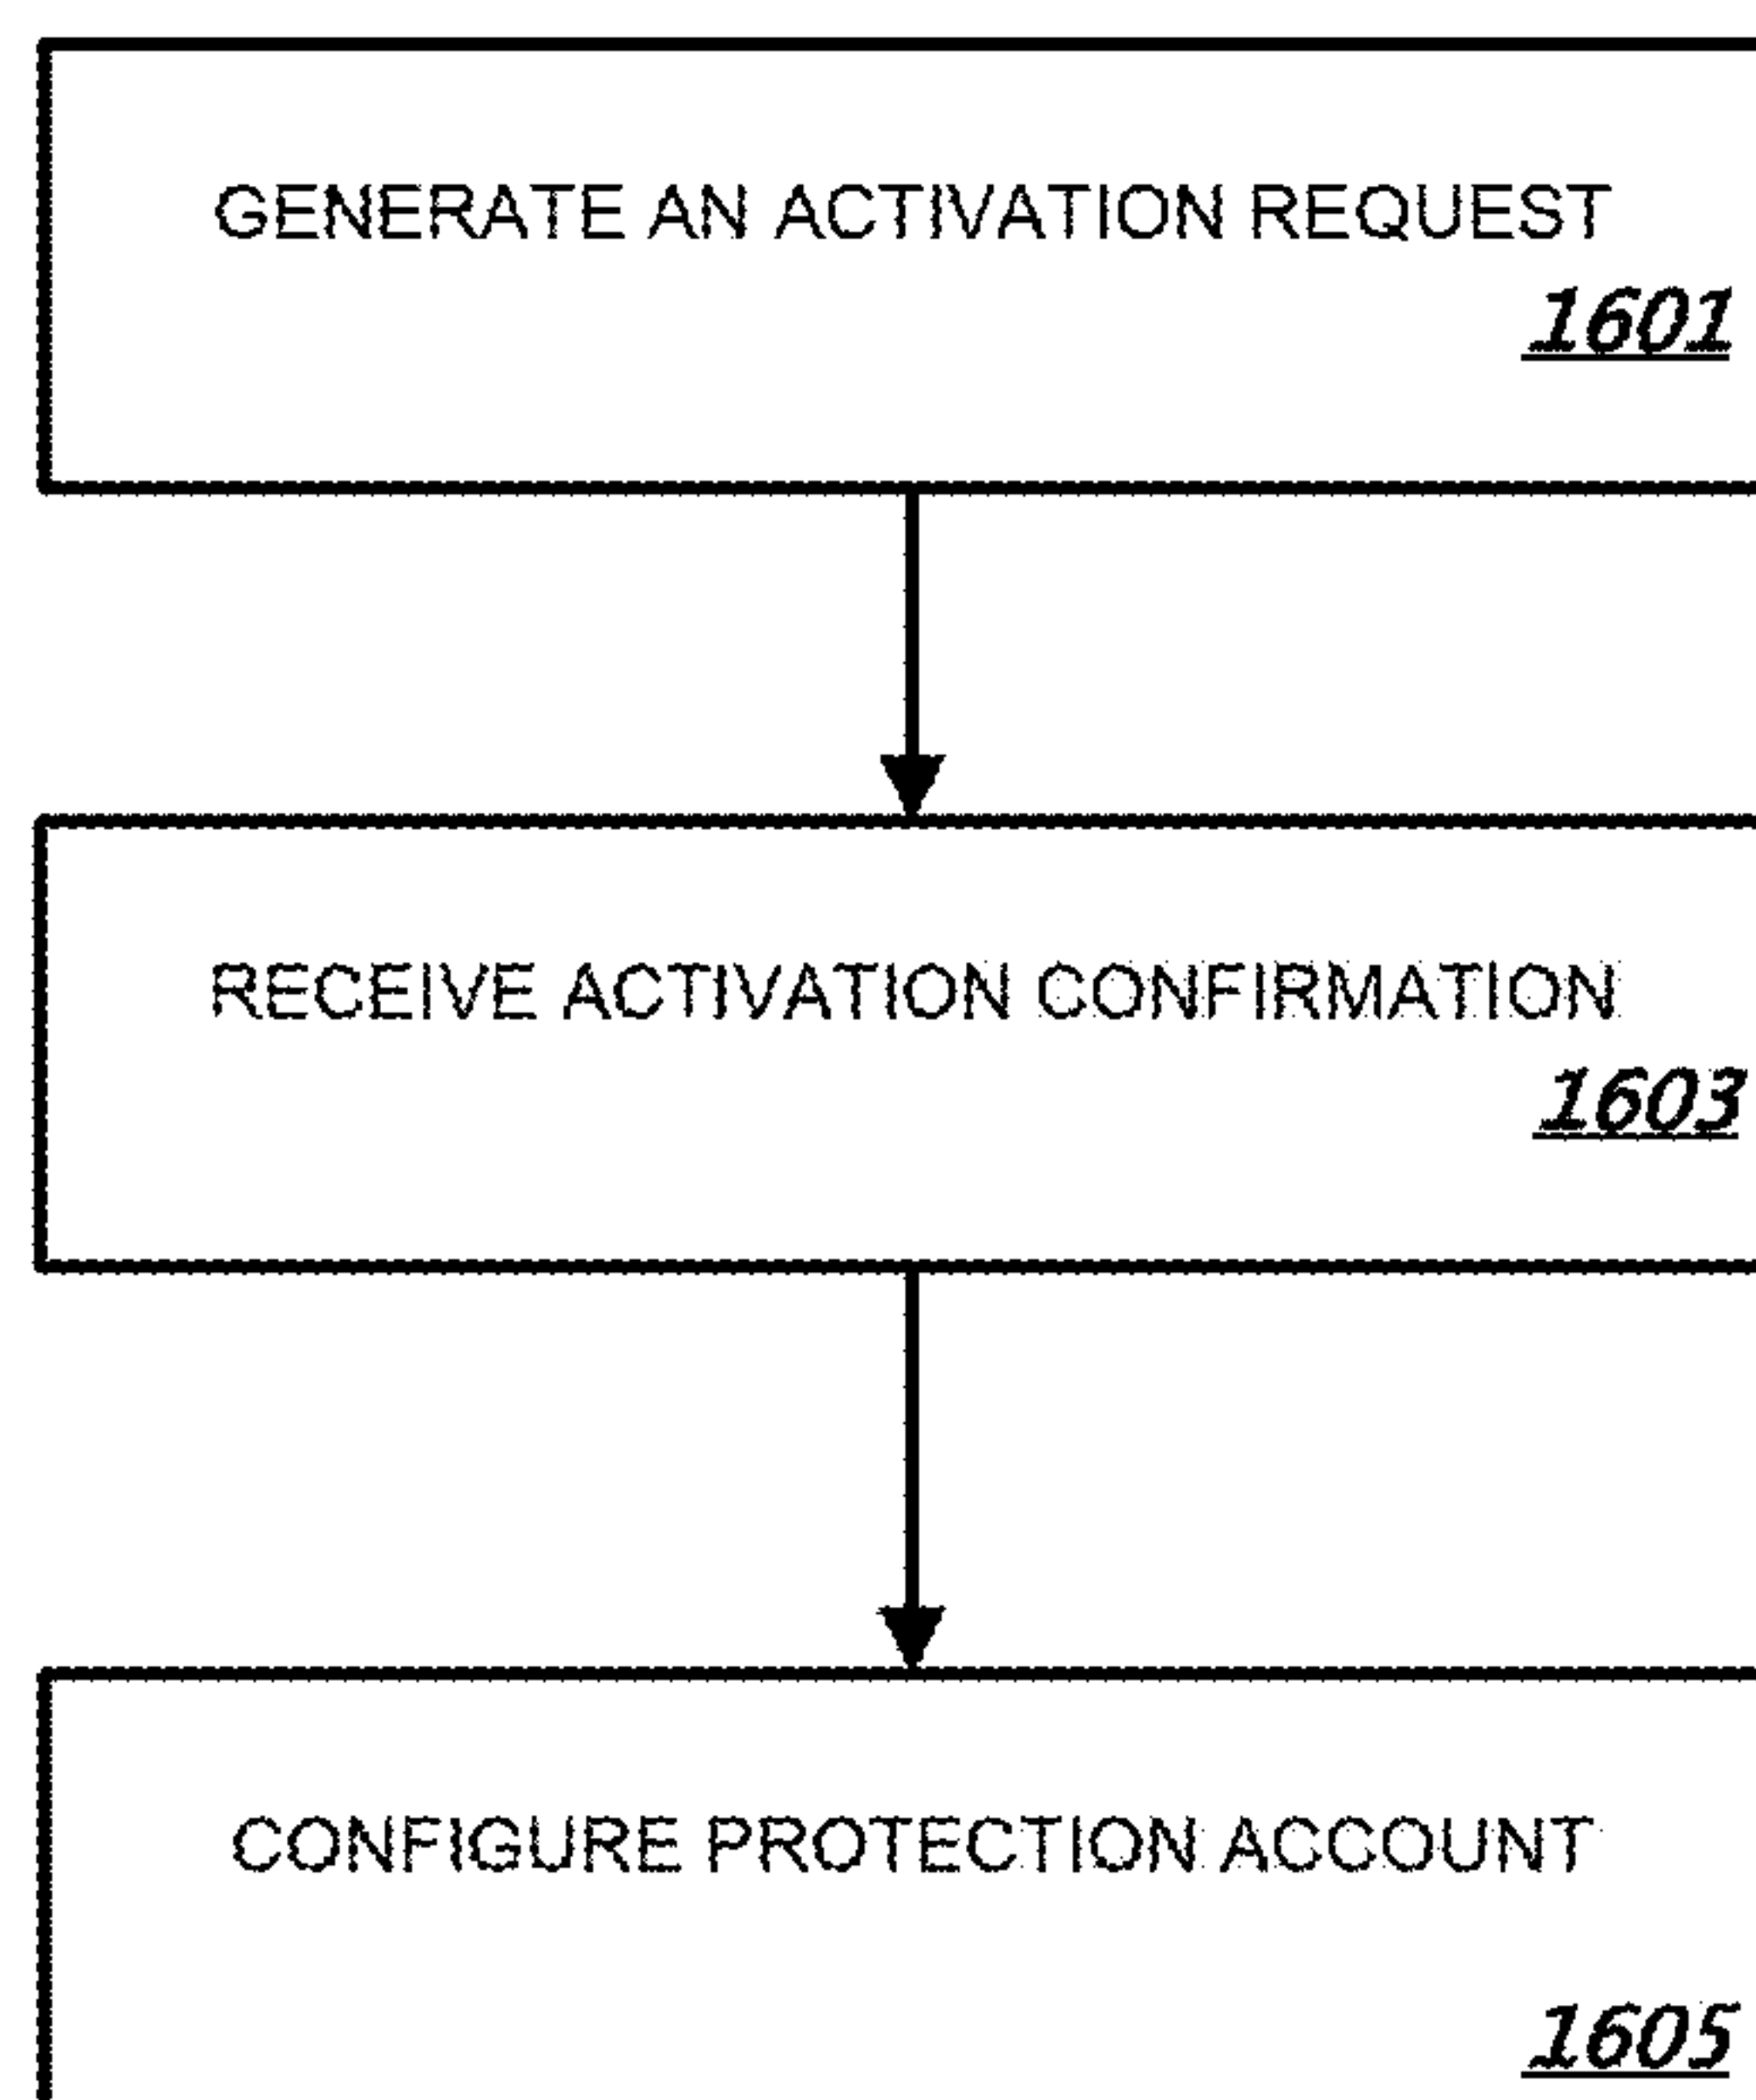 GENERATE AN ACTIVATION REQUEST
1601
RECEIVE ACTIVATION CONFIRMATION
1603
CONFIGURE PROTECTION ACCOUNT
1605